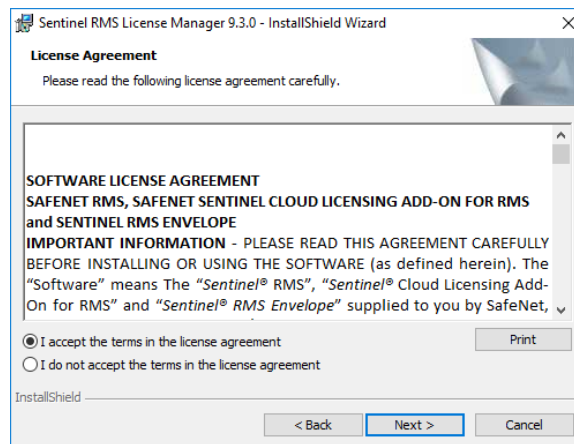 Sentinel RMS License Manager 9.3.0 - InstallShield Wizard
License Agreement
Please read the following license agreement carefully.
SOFTWARE LICENSE AGREEMENT
SAFENET RMS, SAFENET SENTINEL CLOUD LICENSING ADD-ON FOR RMS
and SENTINEL RMS ENVELOPE
IMPORTANT INFORMATION - PLEASE READ THIS AGREEMENT CAREFULLY
BEFORE INSTALLING OR USING THE SOFTWARE (as defined herein). The
“Software” means The “Sentinel® RMS”, “Sentinel® Cloud Licensing Add-
On for RMS” and “Sentinel® RMS Envelope” supplied to you by SafeNet,
I accept the terms in the license agreement
Print
I do not accept the terms in the license agreement
InstallShield
< Back
Next >
Cancel